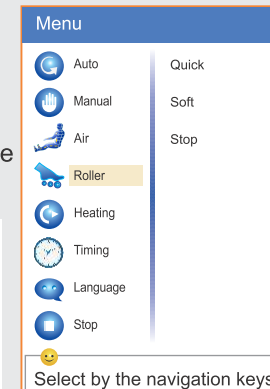 Menu
Auto
Quick
Manual
Soft
Air
Stop
e
Roller
Heating
Timing
Language
Stop
Select by the navigation keys